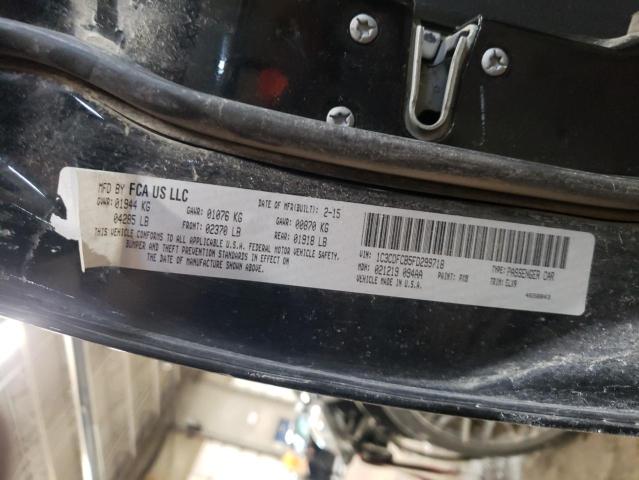 MFD BY FCA US LLC
DATE OF MFR(BUILT): 2-15
GVWR: 01944 KG
GAWR: 01076 KG
GAWR: 00870 KG
04285 LB
FRONT: 02370 LB
REAR: 01918 LB
THIS VEHICLE CONFORMS TO ALL APPLICABLE U.S.A. FEDERAL MOTOR VEHICLE SAFETY,
BUMPER AND THEFT PREVENTION STANDARDS IN EFFECT ON
THE DATE OF MANUFACTURE SHOWN ABOVE.
VIN: 1C3CDFCB5FD299718
TYPE: PASSENGER CAR
MDH: 021219 094AA
PAINT: PXB
TRIM: GLX9
VEHICLE MADE IN U.S.A.